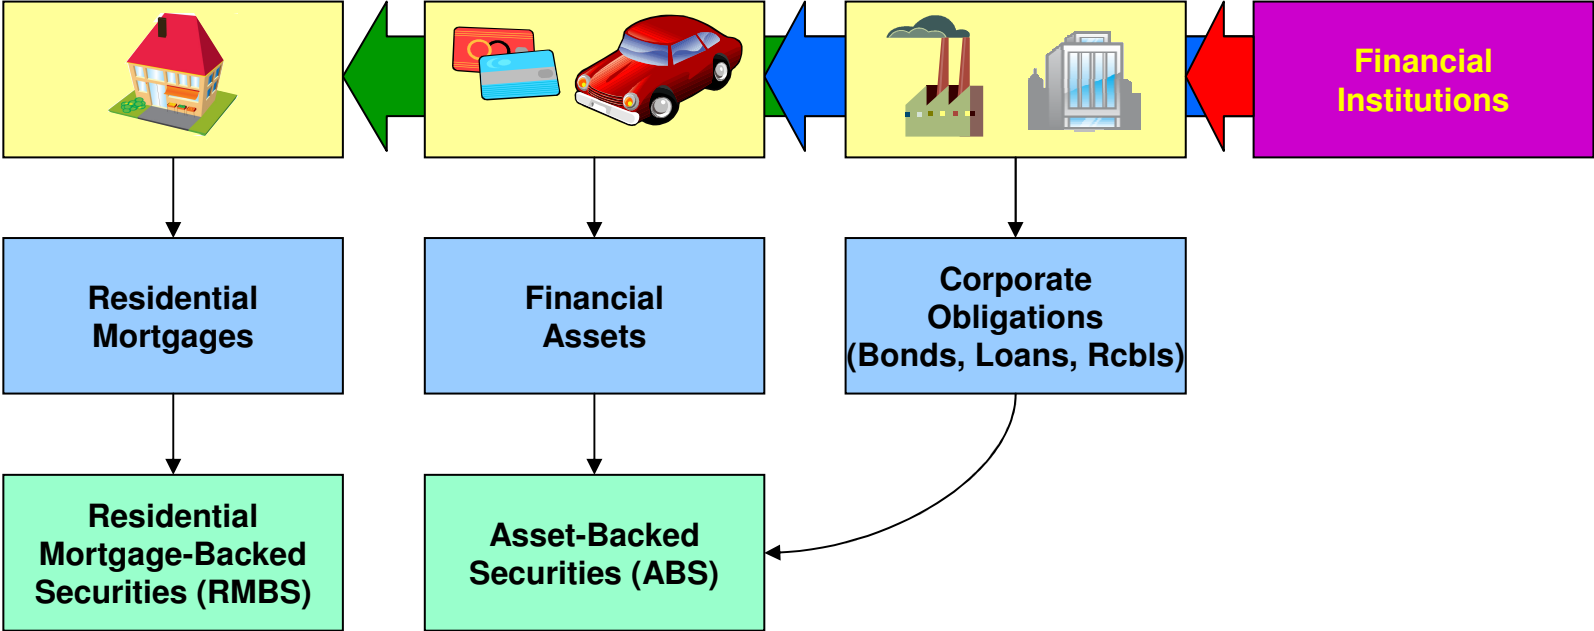 Financial
Institutions
Residential
Mortgages
Financial
Assets
Corporate
Obligations
(Bonds, Loans, Rcbls)
Residential
Mortgage-Backed
Securities (RMBS)
Asset-Backed
Securities (ABS)